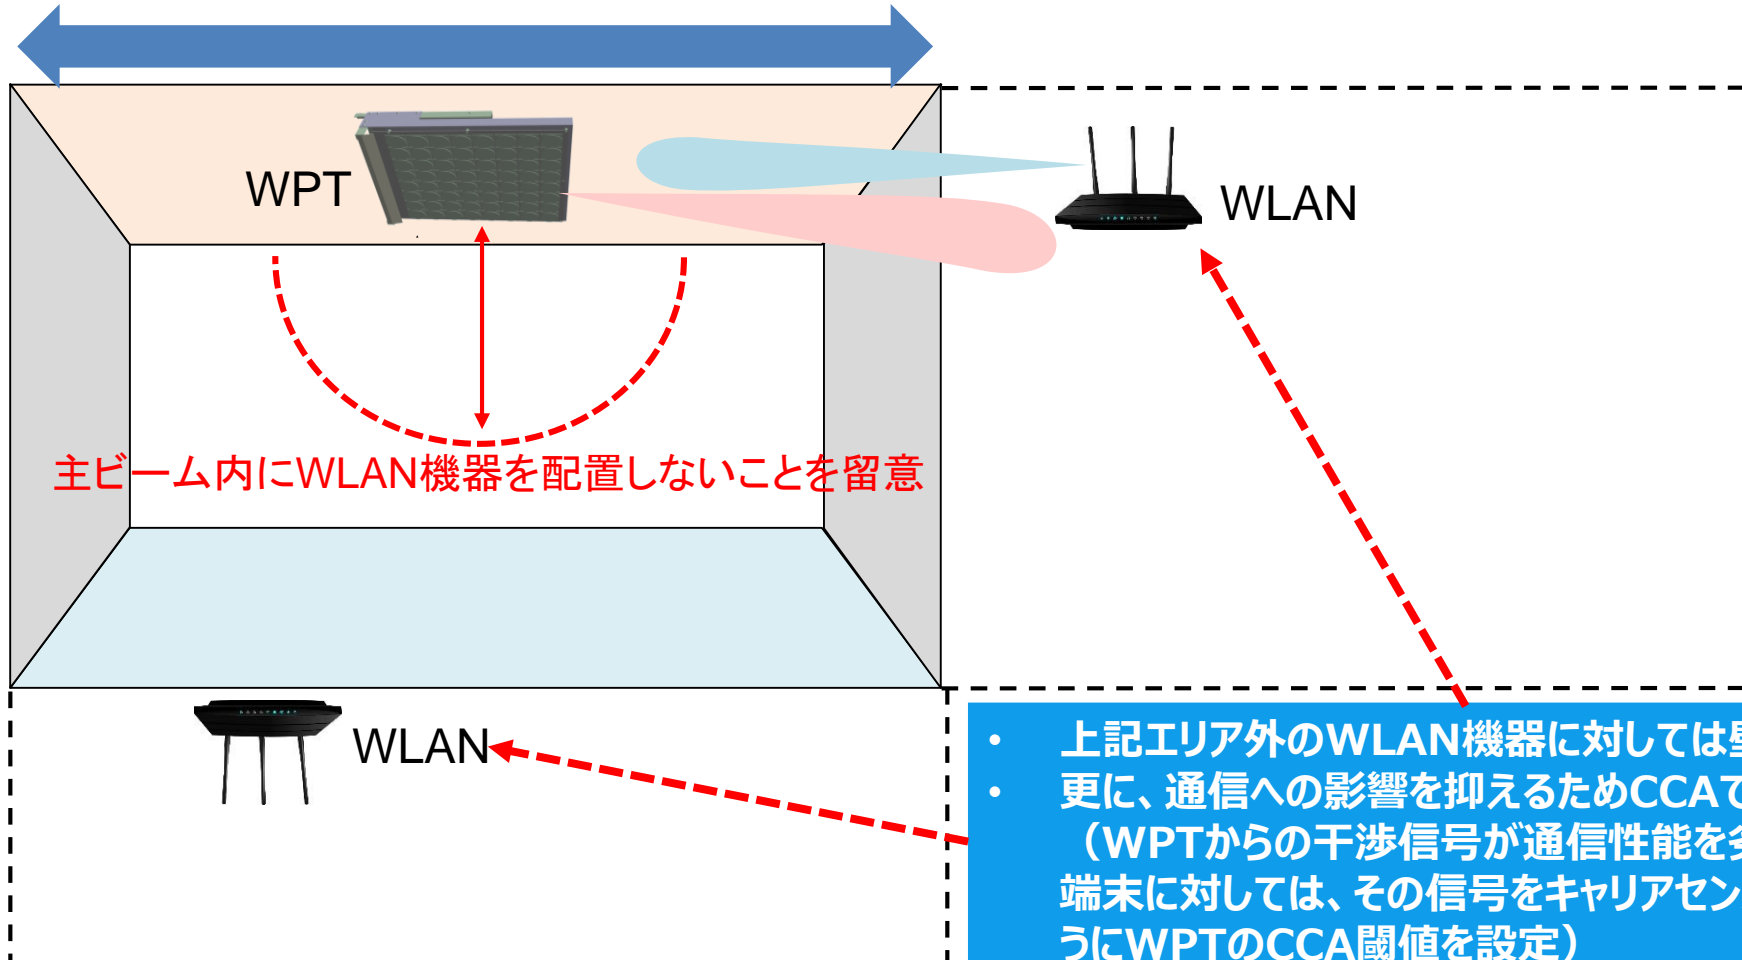 WPT
WLAN
主ビーム内にWLAN機器を配置しないことを留意
WLAN
• 上記エリア外のWLAN機器に対しては
• 更に、通信への影響を抑えるためCCAで
（WPTからの干渉信号が通信性能を
端末に対しては、その信号をキャリアセン
うにWPTのCCA閾値を設定）